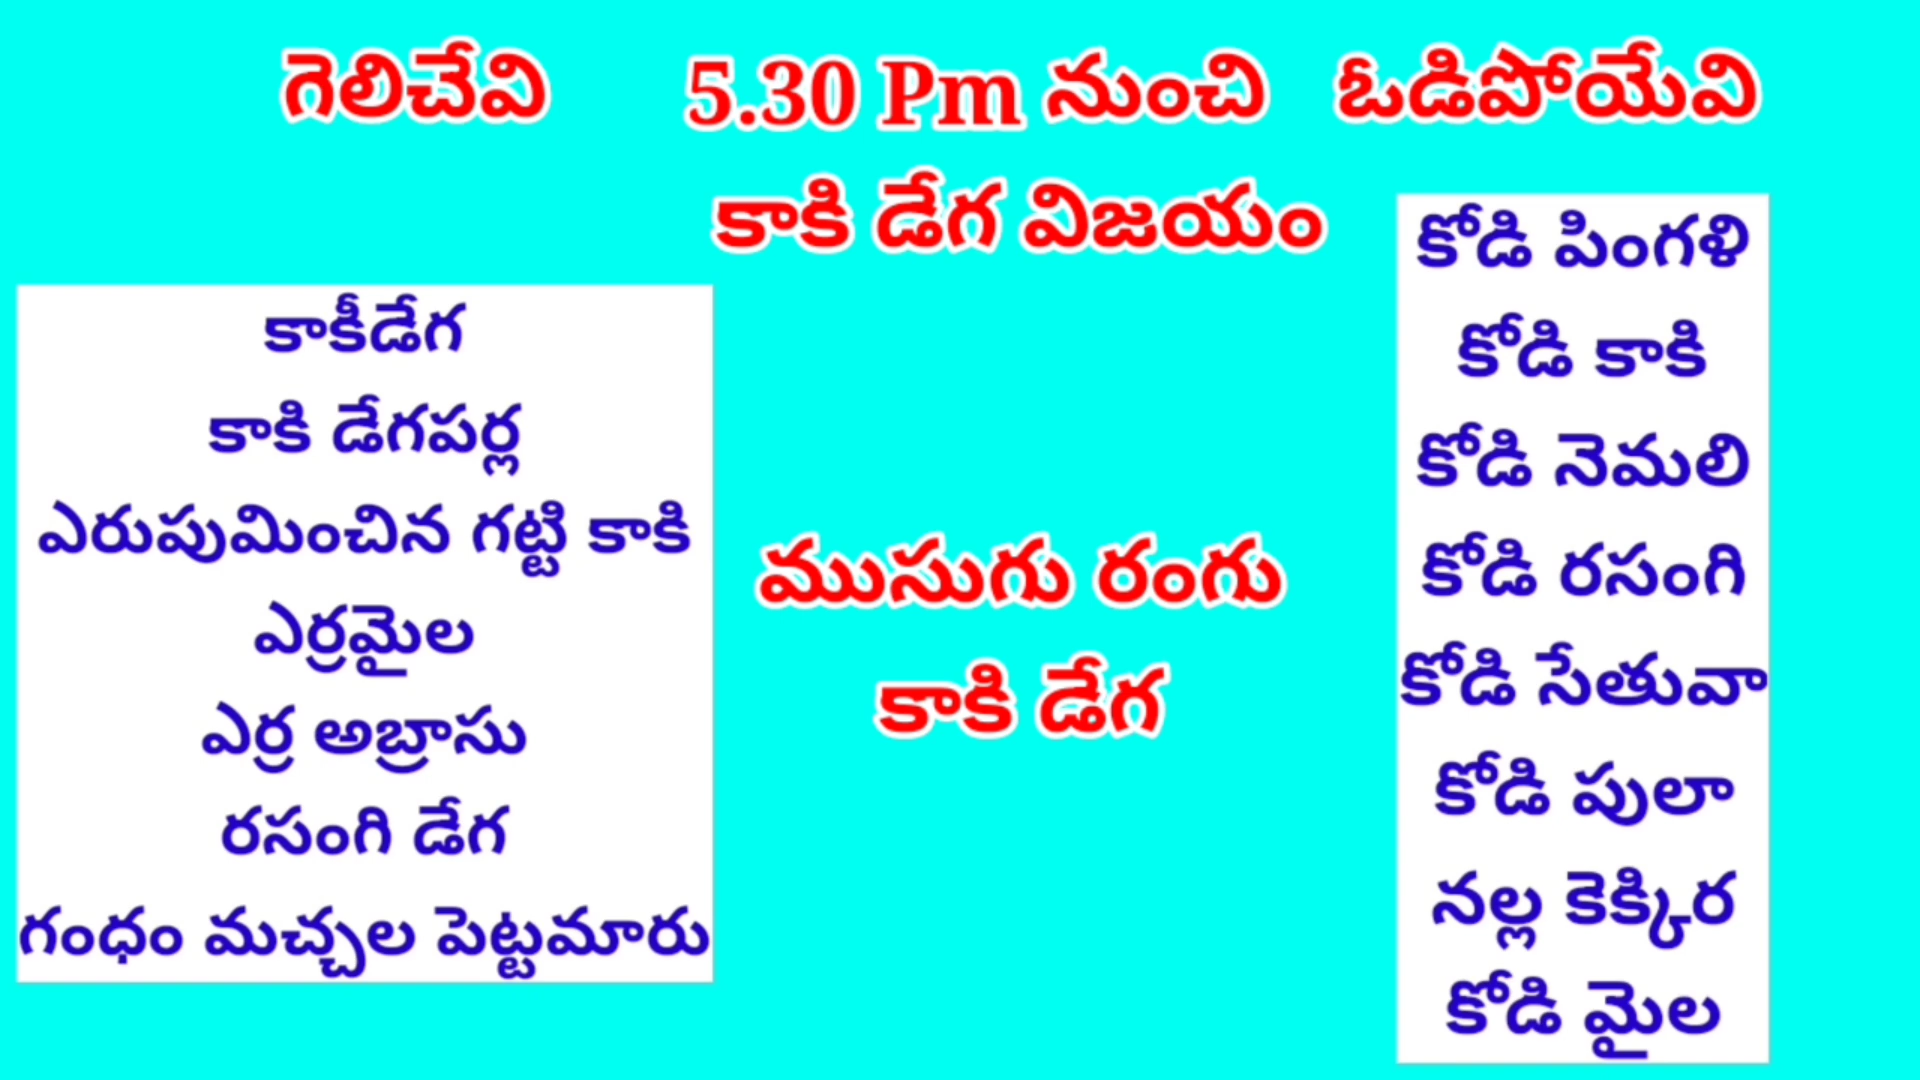 గెలిచేవి
5.30 Pm నుంచి
ఓడిపోయేవి
కాకి డేగ విజయం
కాకీడేగ
కాకి డేగపర్ల
ఎరుపుమించిన గట్టి కాకి
ఎర్రమైల
ఎర్ర అబ్రాసు
రసంగి డేగ
గంధం మచ్చల పెట్టమారు
ముసుగు రంగు
కాకి డేగ
కోడి పింగళి
కోడి కాకి
కోడి నెమలి
కోడి రసంగి
కోడి సేతువా
కోడి పులా
నల్ల కెక్కిర
కోడి మైల